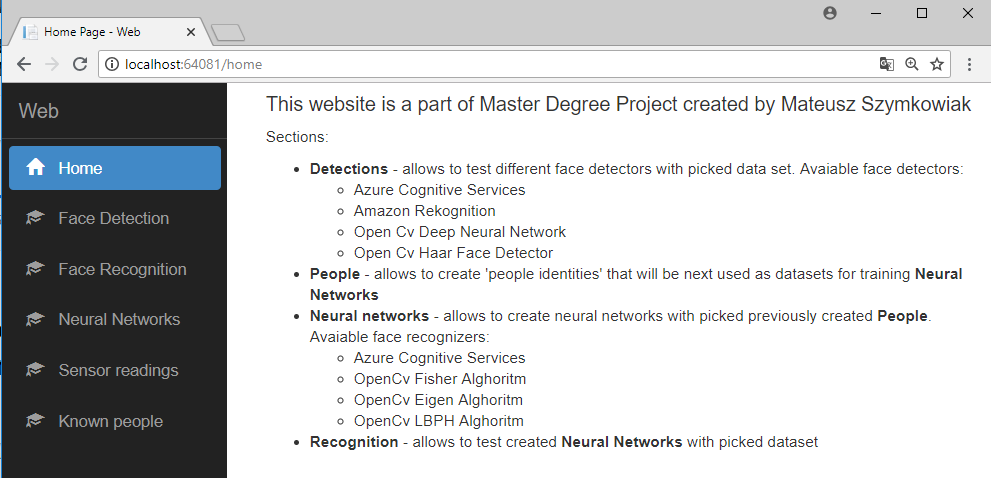 Home Page - Web
localhost:64081/home
Web
This website is a part of Master Degree Project created by Mateusz Szymkowiak
Sections:
Home
Detections - allows to test different face detectors with picked data set. Avaiable face detectors:
Azure Cognitive Services
Amazon Rekognition
Open Cv Deep Neural Network
Open Cv Haar Face Detector
People - allows to create 'people identities' that will be next used as datasets for training Neural
Networks
Neural networks - allows to create neural networks with picked previously created People.
Avaiable face recognizers:
Azure Cognitive Services
OpenCv Fisher Alghoritm
OpenCv Eigen Alghoritm
OpenCv LBPH Alghoritm
Recognition - allows to test created Neural Networks with picked dataset
Face Detection
Face Recognition
Neural Networks
Sensor readings
Known people